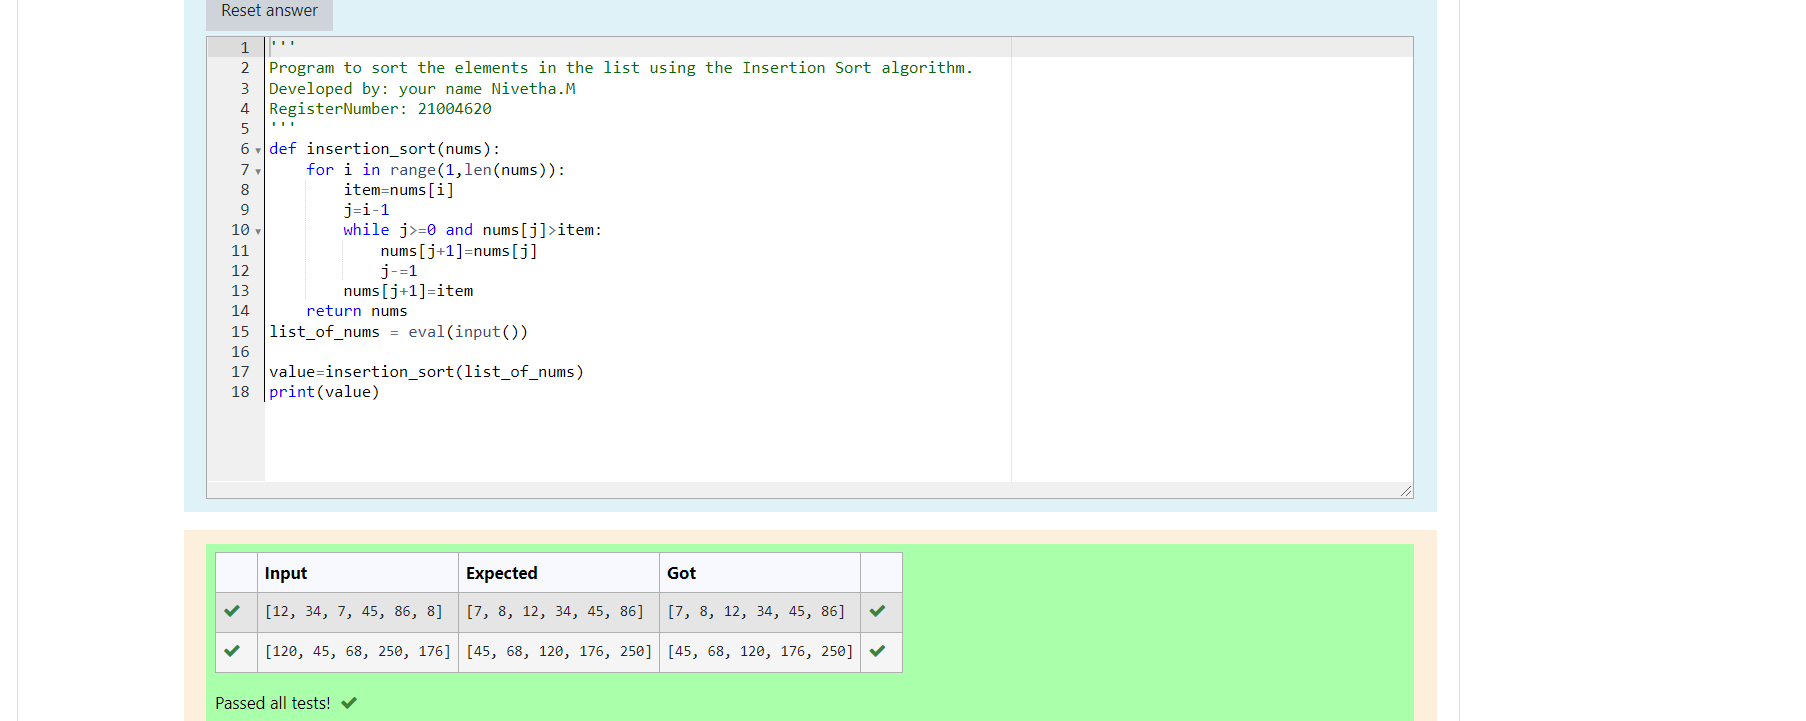 Reset answer
1 '''
2 Program to sort the elements in the list using the Insertion Sort algorithm.
3 Developed by: your name Nivetha.M
4 RegisterNumber: 21004620
5 '''
6 def insertion_sort(nums):
7     for i in range(1,len(nums)):
8         item=nums[i]
9         j=i-1
10         while j>=0 and nums[j]>item:
11             nums[j+1]=nums[j]
12             j-=1
13         nums[j+1]=item
14     return nums
15 list_of_nums = eval(input())
16
17 value=insertion_sort(list_of_nums)
18 print(value)
Input Expected Got
[12, 34, 7, 45, 86, 8] [7, 8, 12, 34, 45, 86] [7, 8, 12, 34, 45, 86]
[120, 45, 68, 250, 176] [45, 68, 120, 176, 250] [45, 68, 120, 176, 250]
Passed all tests!